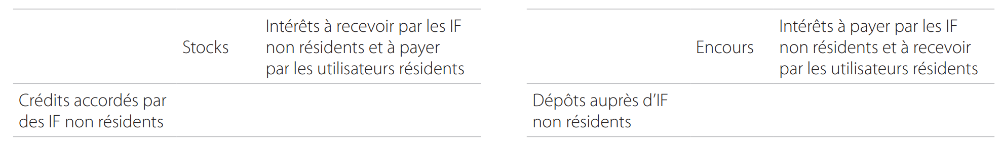 Stocks
Intérêts à recevoir par les IF
non résidents et à payer
par les utilisateurs résidents
Crédits accordés par
des IF non résidents
Encours
Intérêts à payer par les IF
non résidents et à recevoir
par les utilisateurs résidents
Dépôts auprès d’IF
non résidents